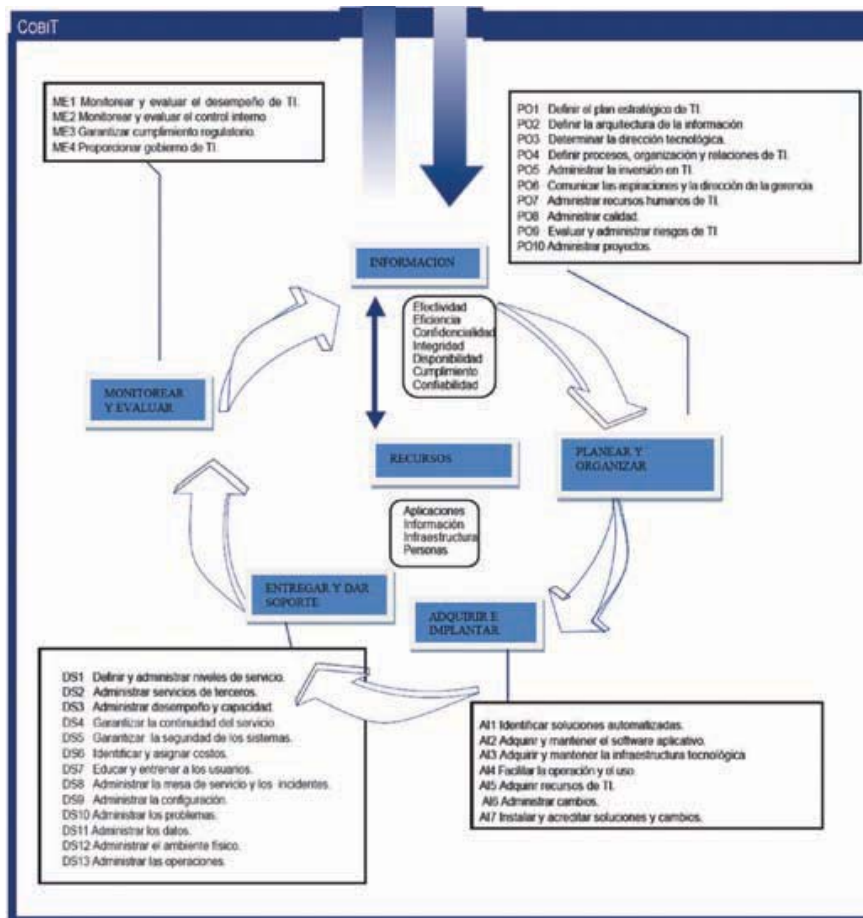 COBIT
ME1 Monitorear y evaluar el desempeño de TI.
ME2 Monitorear y evaluar el control interno
ME3 Garantizar cumplimiento regulatorio.
ME4 Proporcionar gobierno de TI.
PO1 Definir el plan estratégico de TI.
PO2 Definir la arquitectura de la información
PO3 Determinar la dirección tecnológica.
PO4 Definir procesos, organización y relaciones de TI.
PO5 Administrar la inversión en TI.
PO6 Comunicar las aspiraciones y la dirección de la gerencia
PO7 Administrar recursos humanos de TI.
PO8 Administrar calidad.
PO9 Evaluar y administrar riesgos de TI
PO10 Administrar proyectos.
INFORMACION
Efectividad
Eficiencia
Confidencialidad
Integridad
Disponibilidad
Cumplimiento
Confiabilidad
MONITOREAR
Y EVALUAR
RECURSOS
PLANEAR Y
ORGANIZAR
Aplicaciones
Información
Infraestructura
Personas
ENTREGAR Y DAR
SOPORTE
ADQUIRIR E
IMPLANTAR
DS1 Definir y administrar niveles de servicio.
DS2 Administrar servicios de terceros.
DS3 Administrar desempeño y capacidad.
DS4 Garantizar la continuidad del servicio
DS5 Garantizar la seguridad de los sistemas.
DS6 Identificar y asignar costos.
DS7 Educar y entrenar a los usuarios.
DS8 Administrar la mesa de servicio y los incidentes.
DS9 Administrar la configuración.
DS10 Administrar los problemas.
DS11 Administrar los datos.
DS12 Administrar el ambiente físico.
DS13 Administrar las operaciones.
AI1 Identificar soluciones automatizadas.
AI2 Adquirir y mantener el software aplicativo.
AI3 Adquirir y mantener la infraestructura tecnológica
AI4 Facilitar la operación y el uso.
AI5 Adquirir recursos de TI.
AI6 Administrar cambios.
AI7 Instalar y acreditar soluciones y cambios.